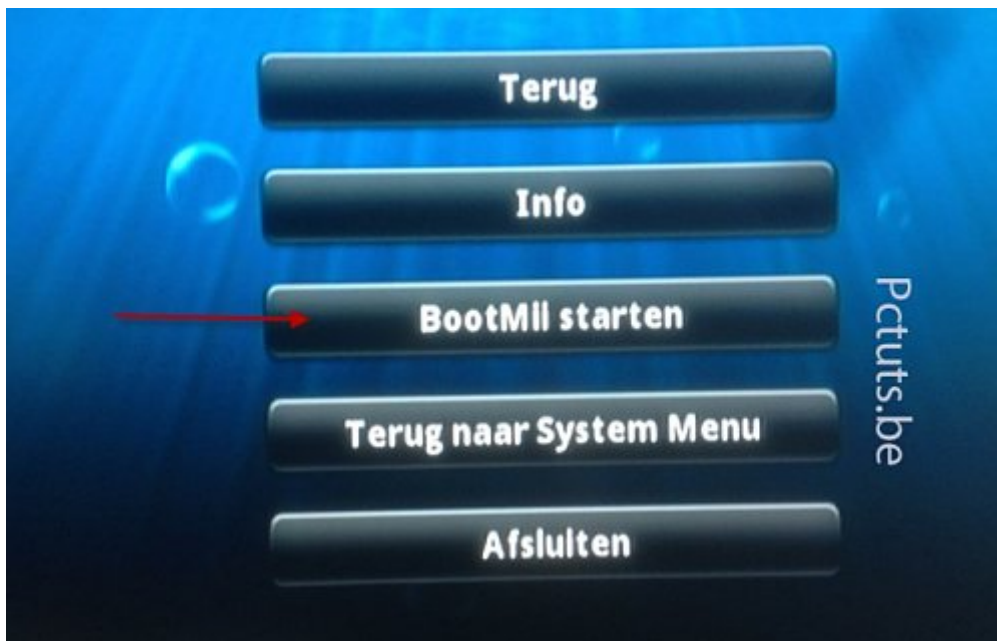 Terug
Info
BootMii starten
Terug naar System Menu
Afsluiten
Pctuts.be